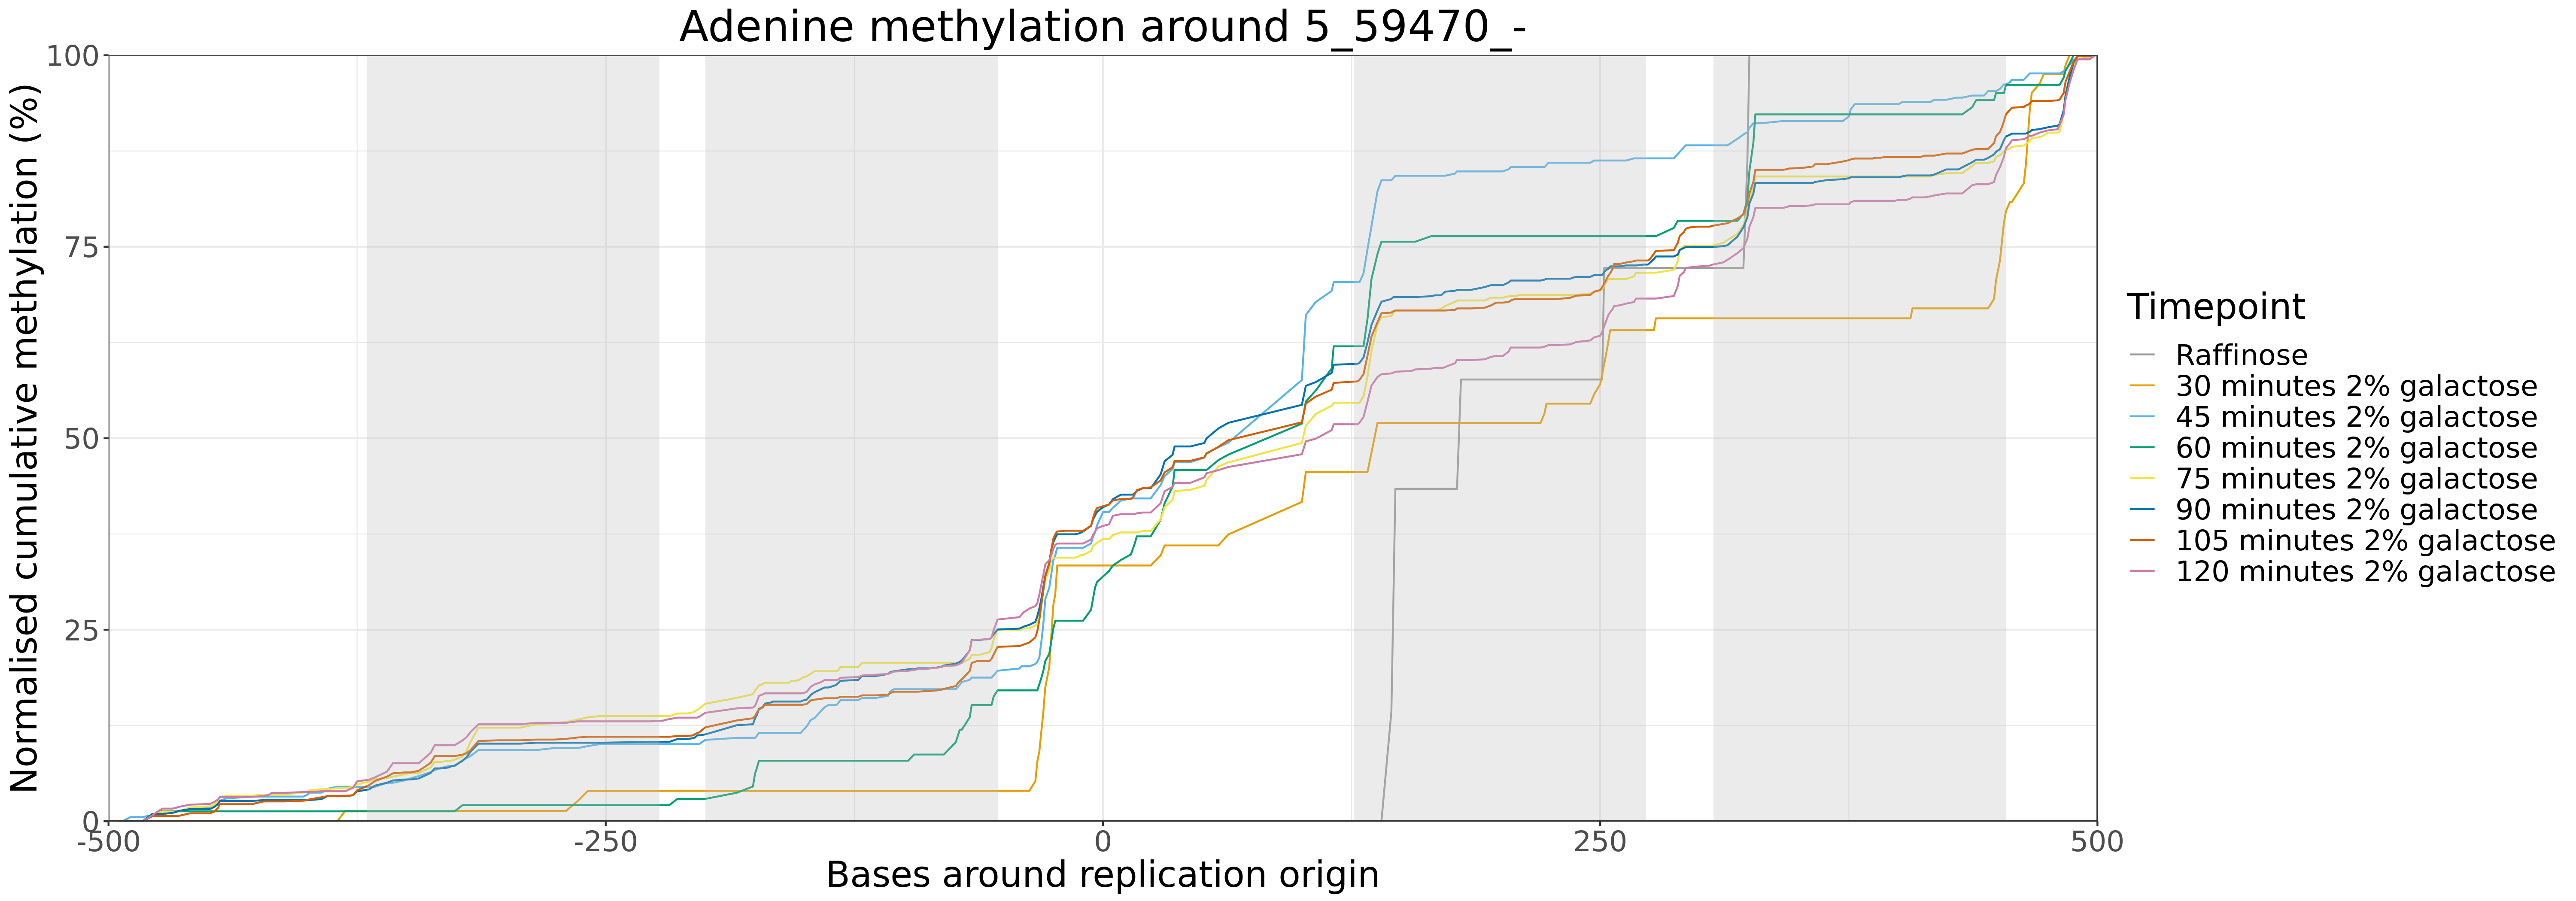 Adenine methylation around 5_59470_-
Normalised cumulative methylation (%)
100
75
50
25
0
-500
-250
0
250
500
Bases around replication origin
Timepoint
Raffinose
30 minutes 2% galactose
45 minutes 2% galactose
60 minutes 2% galactose
75 minutes 2% galactose
90 minutes 2% galactose
105 minutes 2% galactose
120 minutes 2% galactose